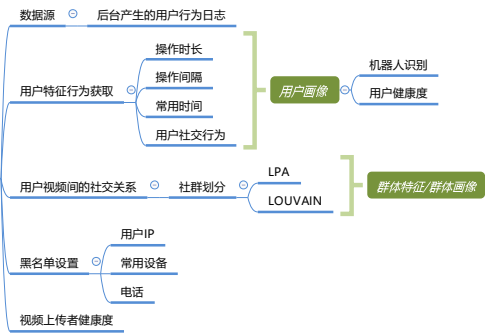 数据源
后台产生的用户行为日志
用户特征行为获取
操作时长
操作间隔
常用时间
用户社交行为
用户画像
机器人识别
用户健康度
用户视频间的社交关系
社群划分
LPA
LOUVAIN
群体特征/群体画像
黑名单设置
用户IP
常用设备
电话
视频上传者健康度